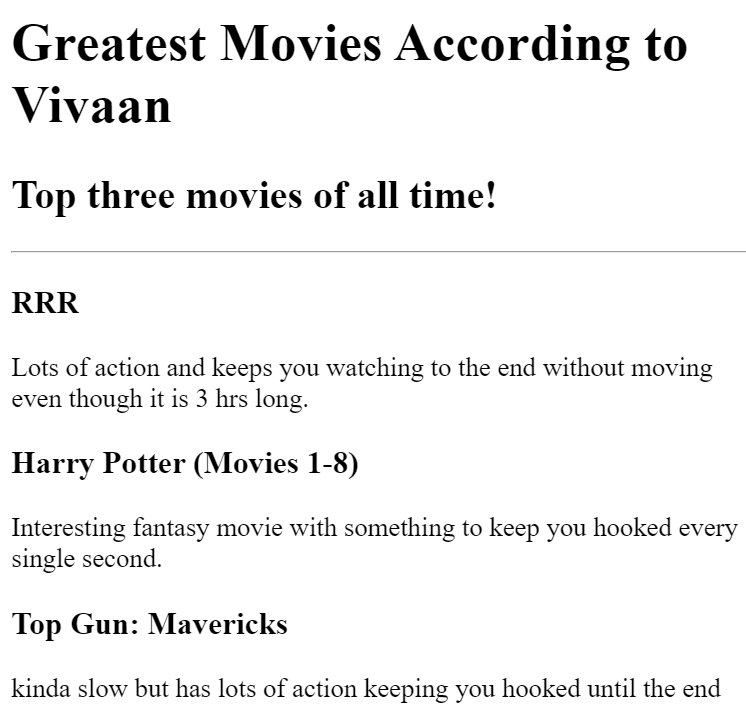 Greatest Movies According to
Vivaan
Top three movies of all time!
RRR
Lots of action and keeps you watching to the end without moving
even though it is 3 hrs long.
Harry Potter (Movies 1-8)
Interesting fantasy movie with something to keep you hooked every
single second.
Top Gun: Mavericks
kinda slow but has lots of action keeping you hooked until the end